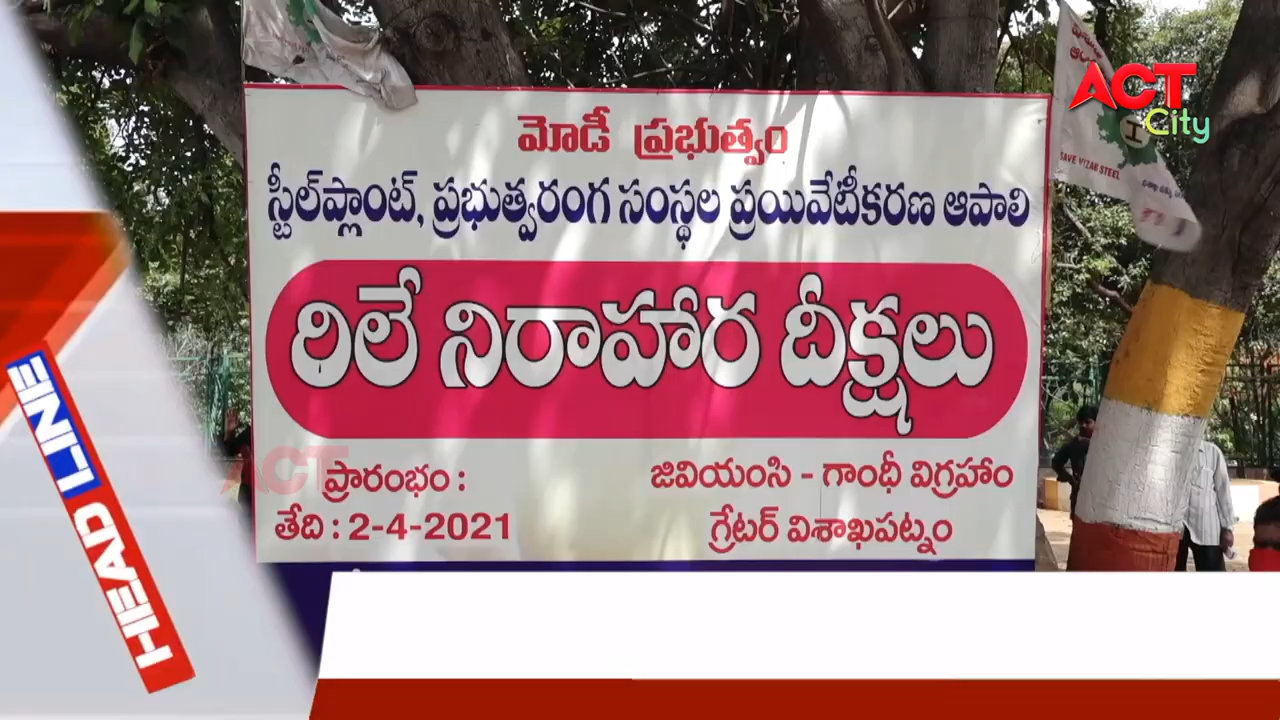 మోడీ ప్రభుత్వం
స్టీల్‌ప్లాంట్, ప్రభుత్వరంగ సంస్థల ప్రయివేటీకరణ ఆపాలి
రిలే నిరాహార దీక్షలు
ప్రారంభం :
తేది : 2-4-2021
జివియంసి - గాంధీ విగ్రహాం
గ్రేటర్ విశాఖపట్నం
ACT
City
SAVE VIZAG STEEL
HEAD LINE
ACT